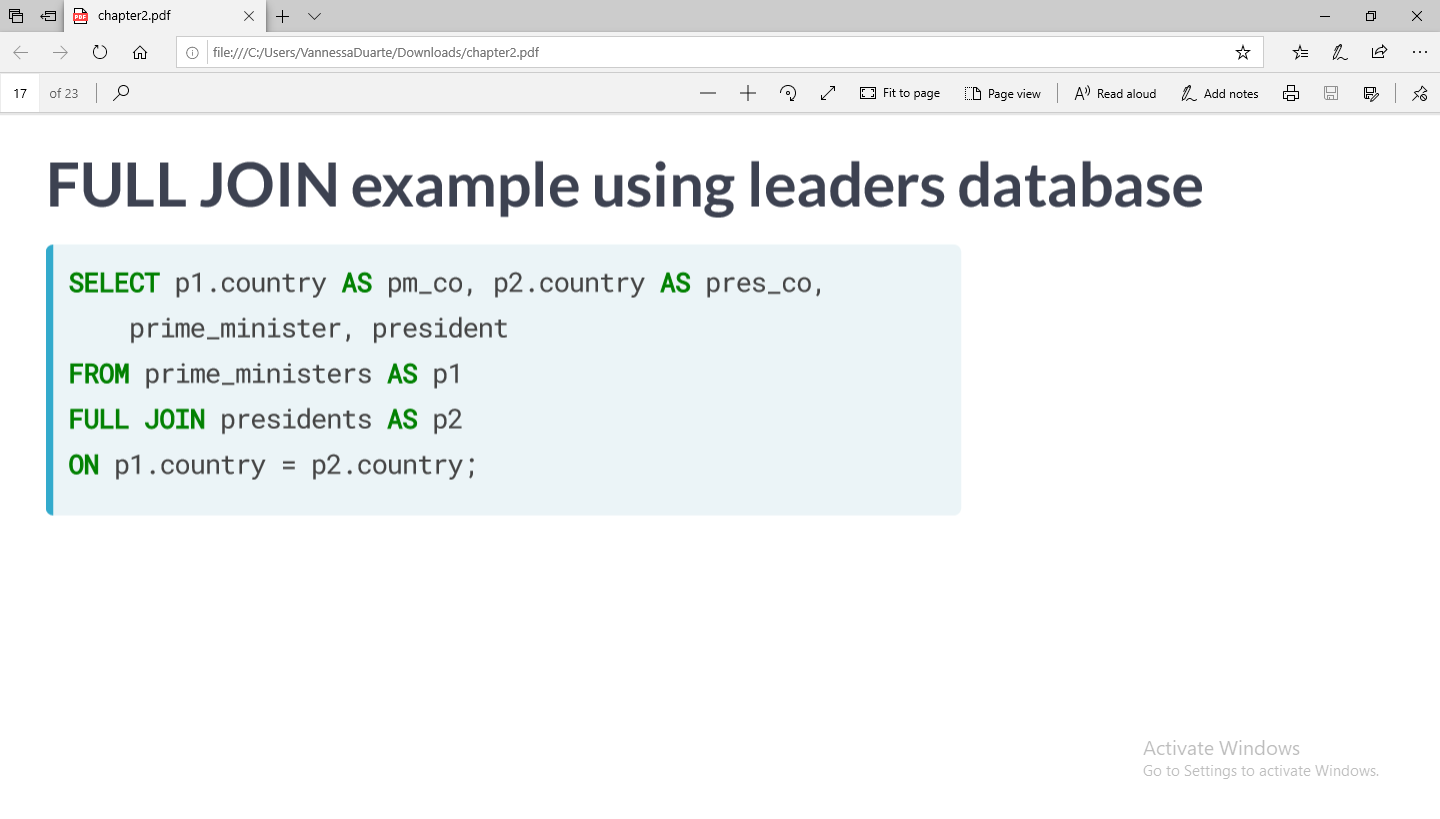 chapter2.pdf
file:///C:/Users/VannessaDuarte/Downloads/chapter2.pdf
17 of 23 Fit to page Page view Read aloud Add notes
FULL JOIN example using leaders database
SELECT p1.country AS pm_co, p2.country AS pres_co,
prime_minister, president
FROM prime_ministers AS p1
FULL JOIN presidents AS p2
ON p1.country = p2.country;
Activate Windows
Go to Settings to activate Windows.